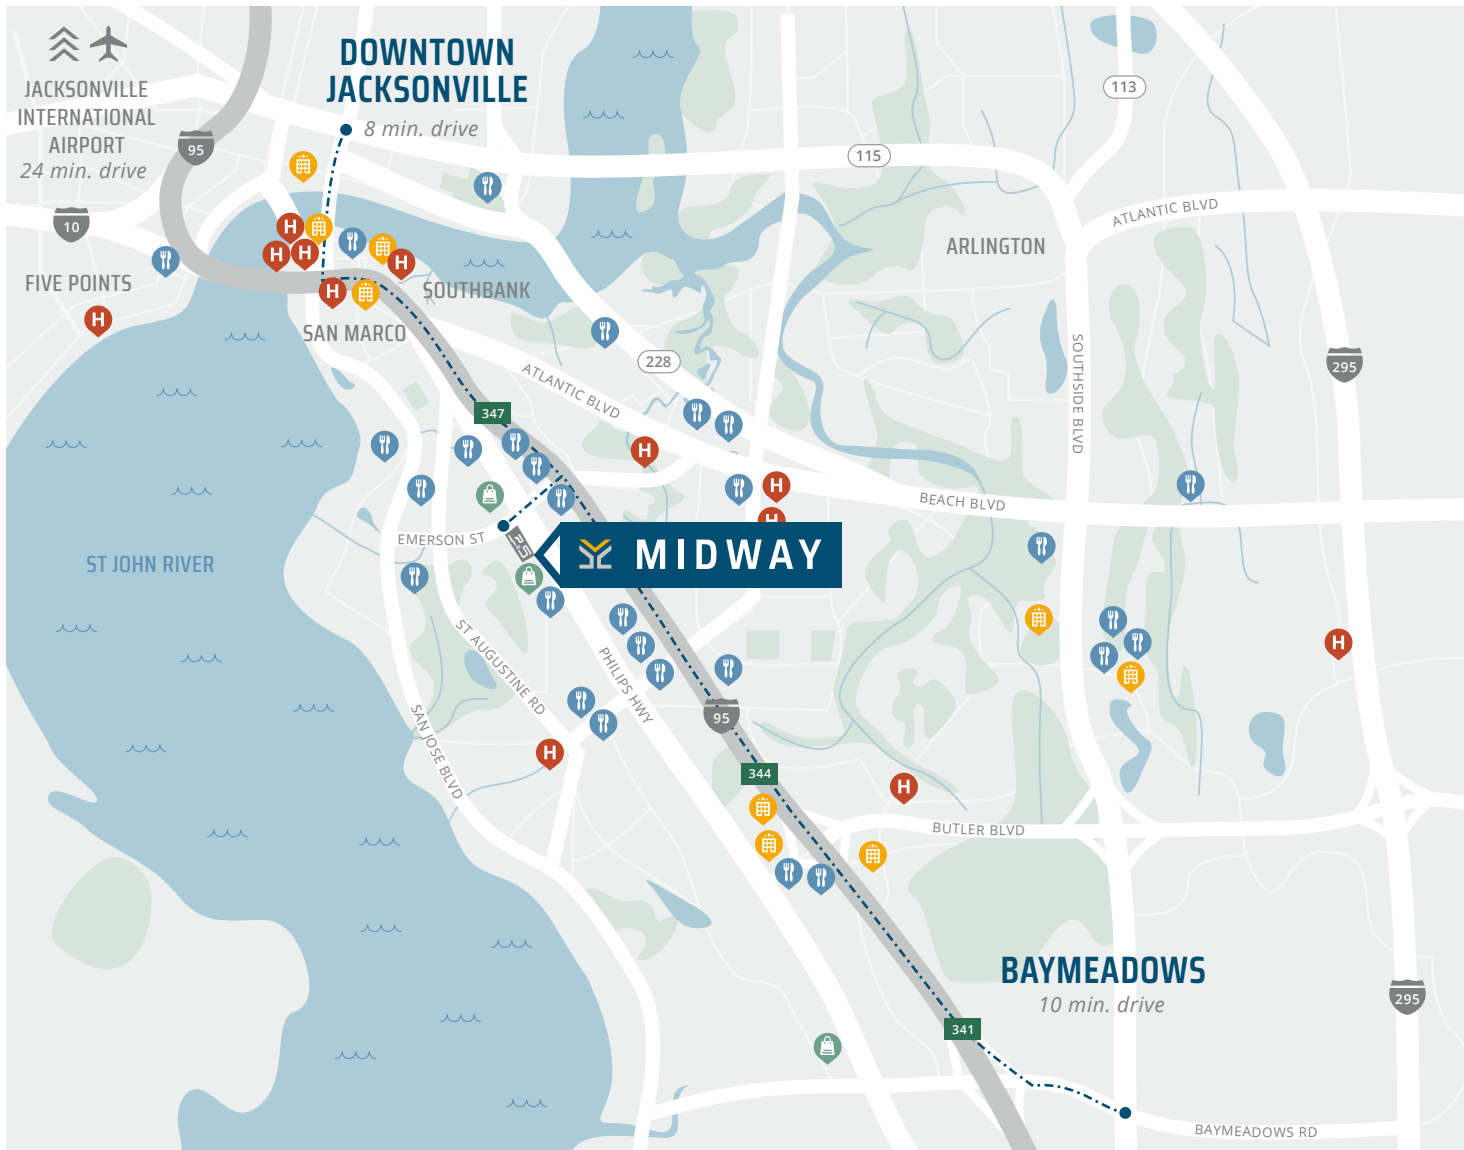 DOWNTOWN
JACKSONVILLE
8 min. drive
JACKSONVILLE
INTERNATIONAL
AIRPORT
24 min. drive
95
10
113
115
ATLANTIC BLVD
ARLINGTON
FIVE POINTS
H
H
H
H
H
H
SOUTHBANK
SAN MARCO
228
295
ATLANTIC BLVD
SOUTHSIDE BLVD
347
H
H
H
BEACH BLVD
EMERSON ST
MIDWAY
ST JOHN RIVER
ST AUGUSTINE RD
PHILIPS HWY
H
SAN JOSE BLVD
95
H
344
H
BUTLER BLVD
BAYMEADOWS
10 min. drive
295
341
BAYMEADOWS RD